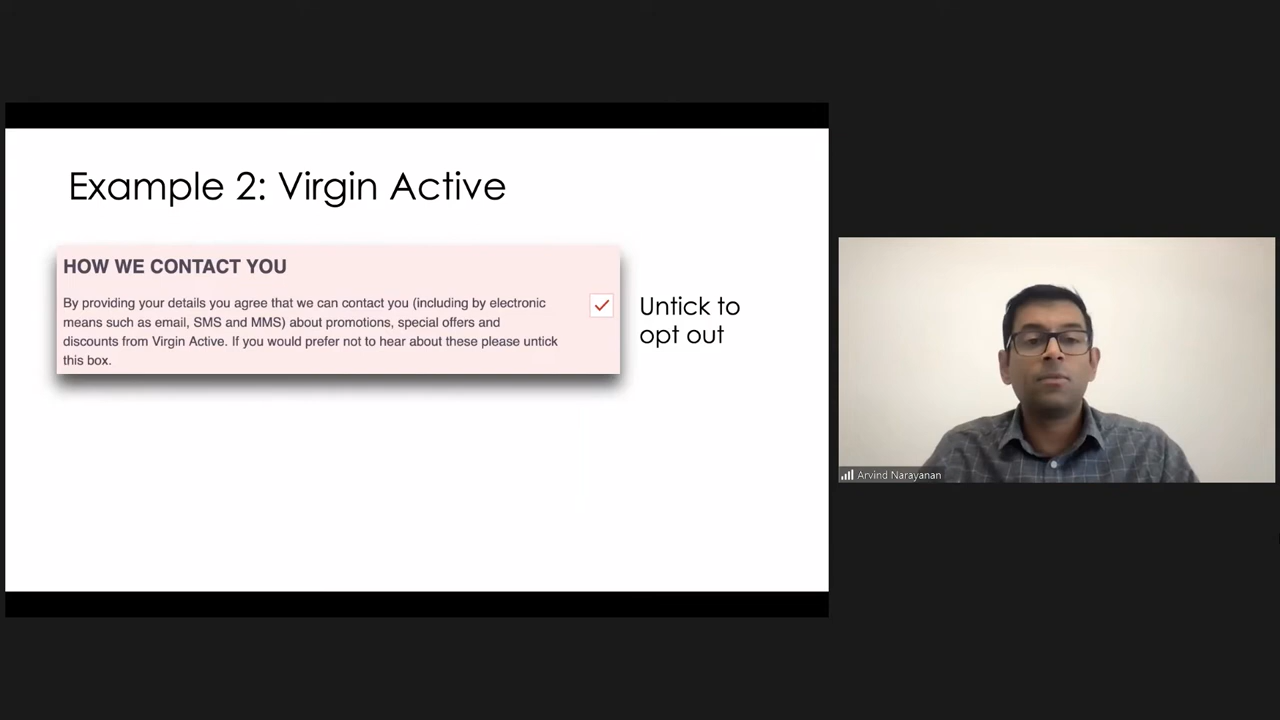 Example 2: Virgin Active
HOW WE CONTACT YOU
By providing your details you agree that we can contact you (including by electronic
means such as email, SMS and MMS) about promotions, special offers and
discounts from Virgin Active. If you would prefer not to hear about these please untick
this box.
Untick to
opt out
Arvind Narayanan